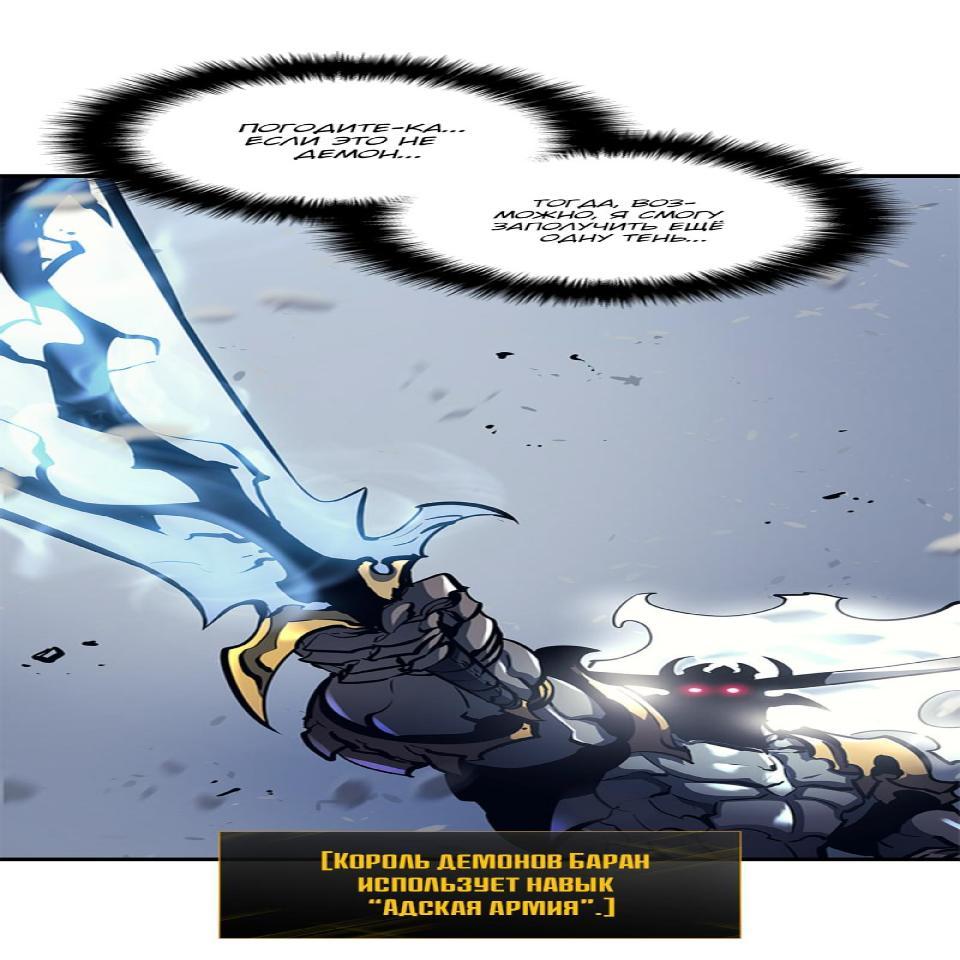 ПОГОДИТЕ-КА...
ЕСЛИ ЭТО НЕ
ДЕМОН...
ТОГДА, ВОЗ-
МОЖНО, Я СМОГУ
ЗАПОЛУЧИТЬ ЕЩЁ
ОДНУ ТЕНЬ...
[КОРОЛЬ ДЕМОНОВ БАРАН
ИСПОЛЬЗУЕТ НАВЫК
“АДСКАЯ АРМИЯ”.]